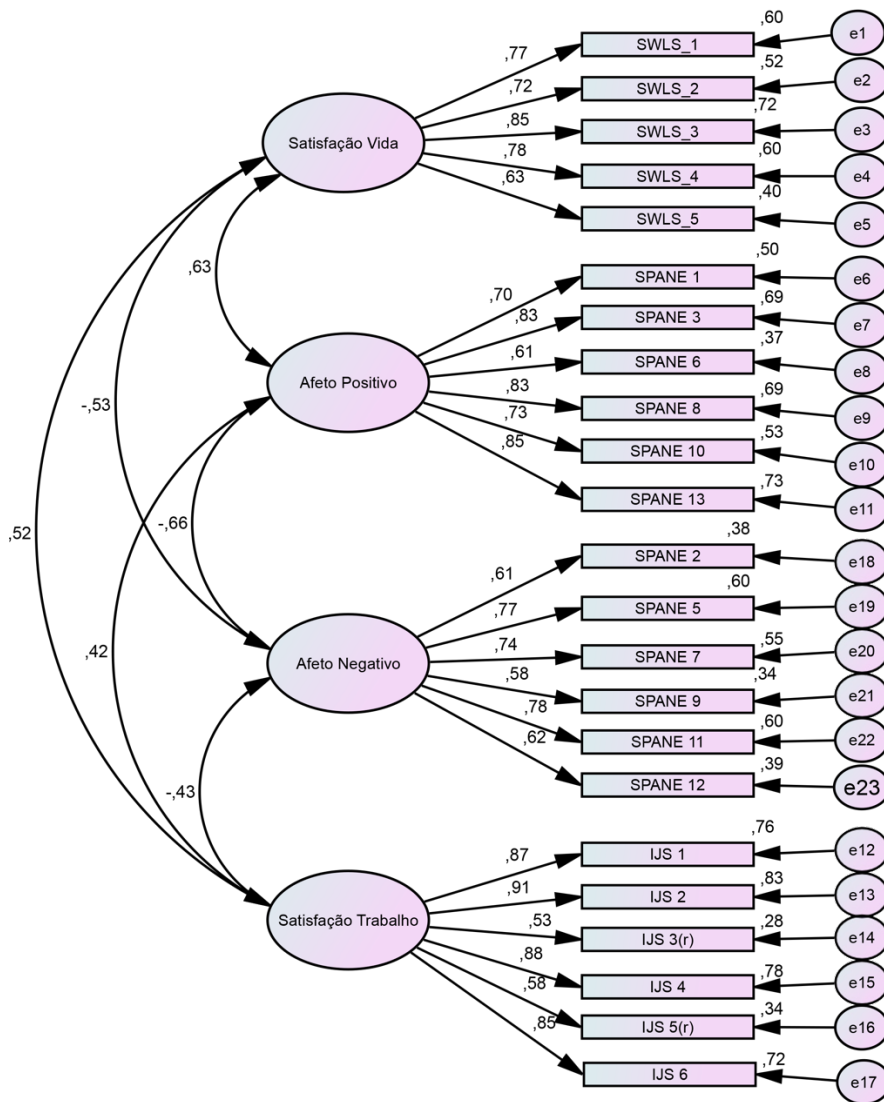 ,60
e1
SWLS_1
,77
,52
e2
SWLS_2
,72
,72
e3
Satisfação Vida
,85
SWLS_3
,60
e4
,78
SWLS_4
,40
,63
e5
SWLS_5
,50
,63
e6
SPANE 1
,70
,69
e7
SPANE 3
,83
,37
e8
Afeto Positivo
,61
SPANE 6
,69
-,53
,83
SPANE 8
e9
,73
,53
SPANE 10
e10
,85
,73
SPANE 13
e11
-,66
,52
,38
SPANE 2
e18
,61
,60
SPANE 5
e19
,77
,42
Afeto Negativo
,74
SPANE 7
,55
e20
,58
,34
SPANE 9
e21
,78
,60
SPANE 11
e22
,62
,39
SPANE 12
e23
-,43
,76
IJS 1
e12
,87
,83
IJS 2
e13
,91
Satisfação Trabalho
,53
IJS 3(r)
,28
e14
,88
IJS 4
,78
e15
,58
IJS 5(r)
,34
e16
,85
IJS 6
,72
e17